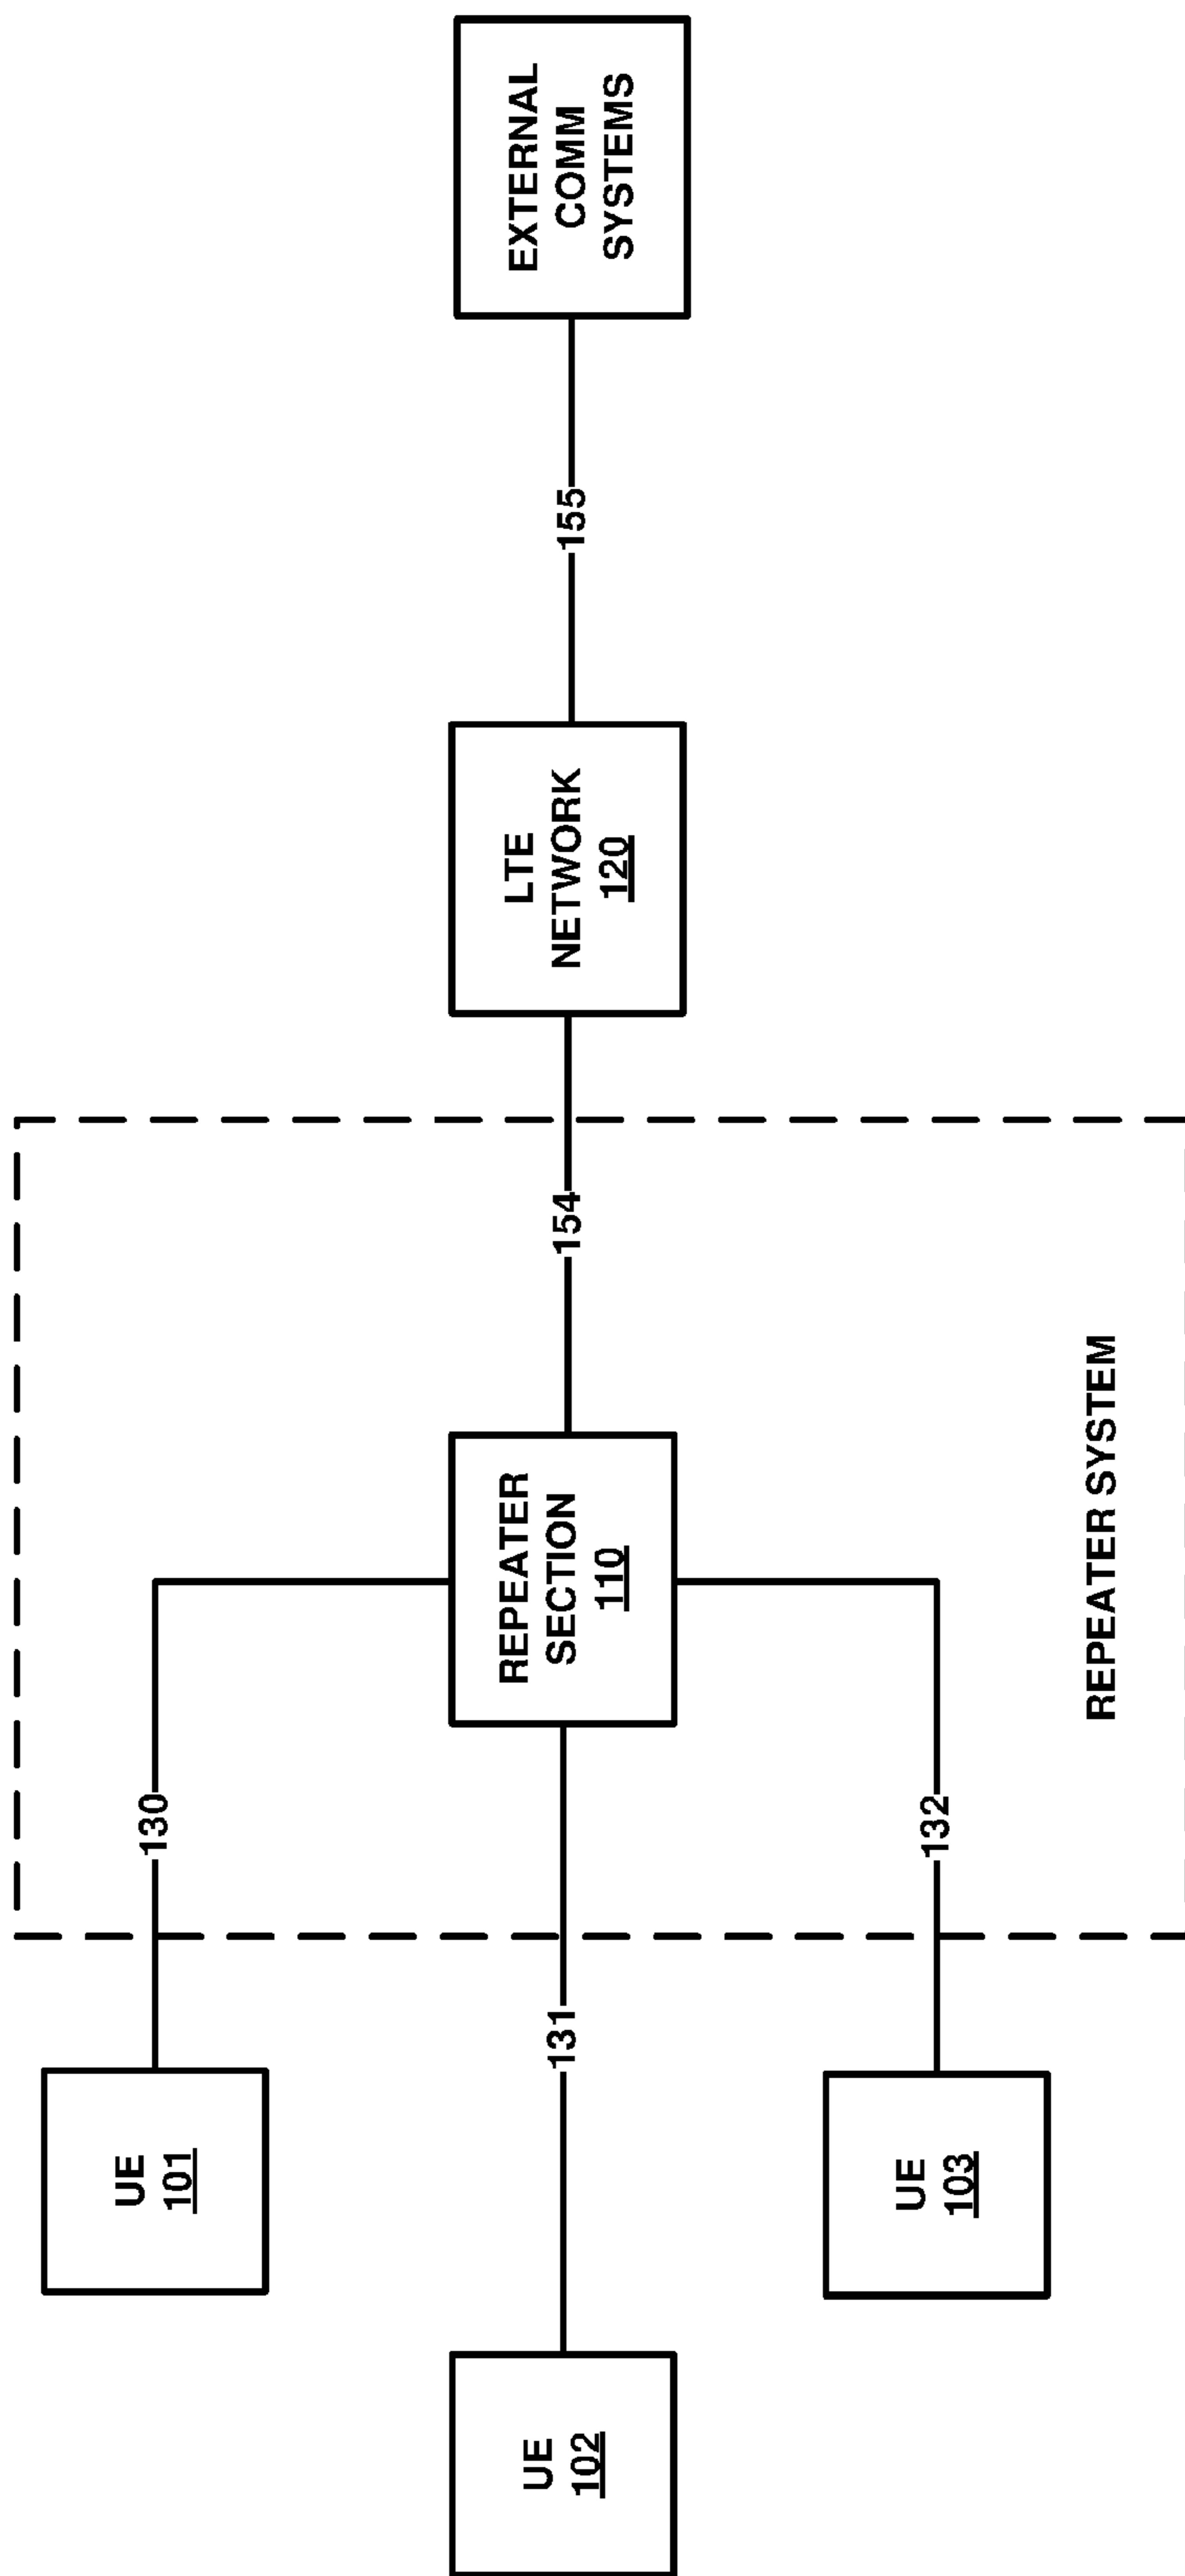 UE
101
130
UE
102
131
UE
103
132
REPEATER
SECTION
110
REPEATER SYSTEM
154
LTE
NETWORK
120
155
EXTERNAL
COMM
SYSTEMS